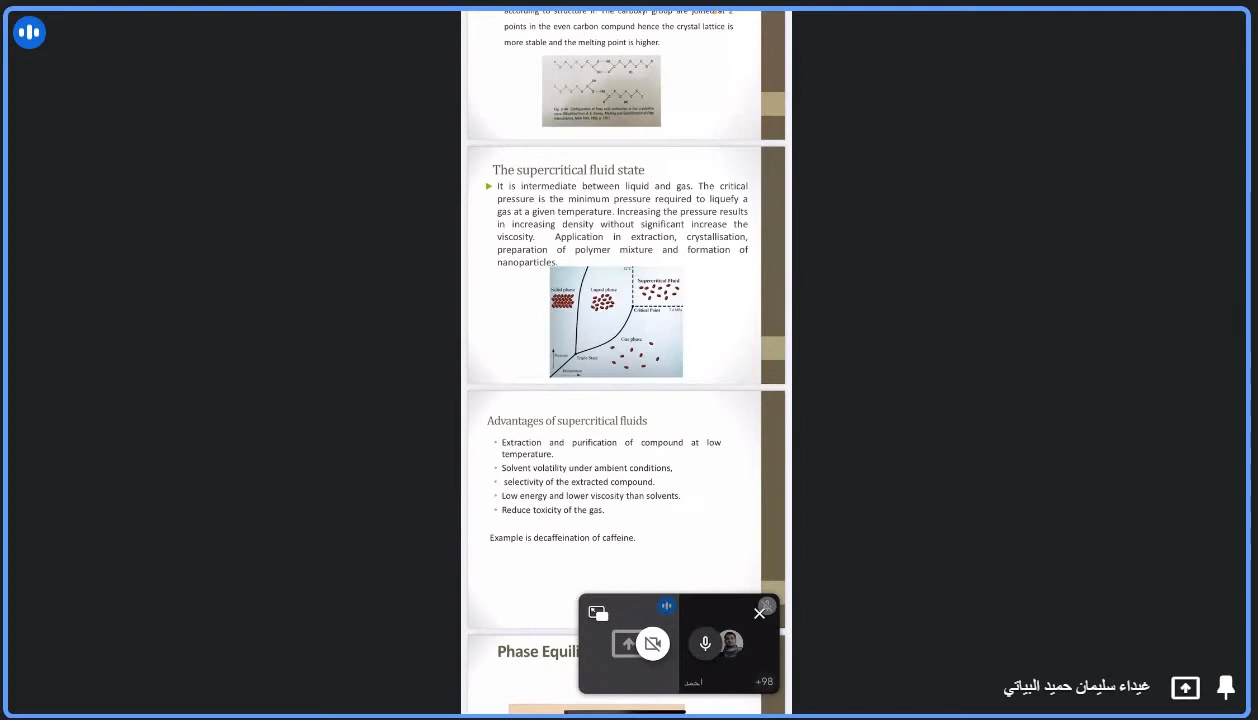 points in the even carbon compund hence the crystal lattice is
more stable and the melting point is higher.
The supercritical fluid state
It is intermediate between liquid and gas. The critical
pressure is the minimum pressure required to liquefy a
gas at a given temperature. Increasing the pressure results
in increasing density without significant increase the
viscosity. Application in extraction, crystallisation,
preparation of polymer mixture and formation of
nanoparticles.
Solid phase
Liquid phase
Supercritical Fluid
Critical Point
Gas phase
Triple State
Advantages of supercritical fluids
Extraction and purification of compound at low
temperature.
Solvent volatility under ambient conditions,
selectivity of the extracted compound.
Low energy and lower viscosity than solvents.
Reduce toxicity of the gas.
Example is decaffeination of caffeine.
Phase Equili
احمد
+98
غيداء سليمان حميد البياتي